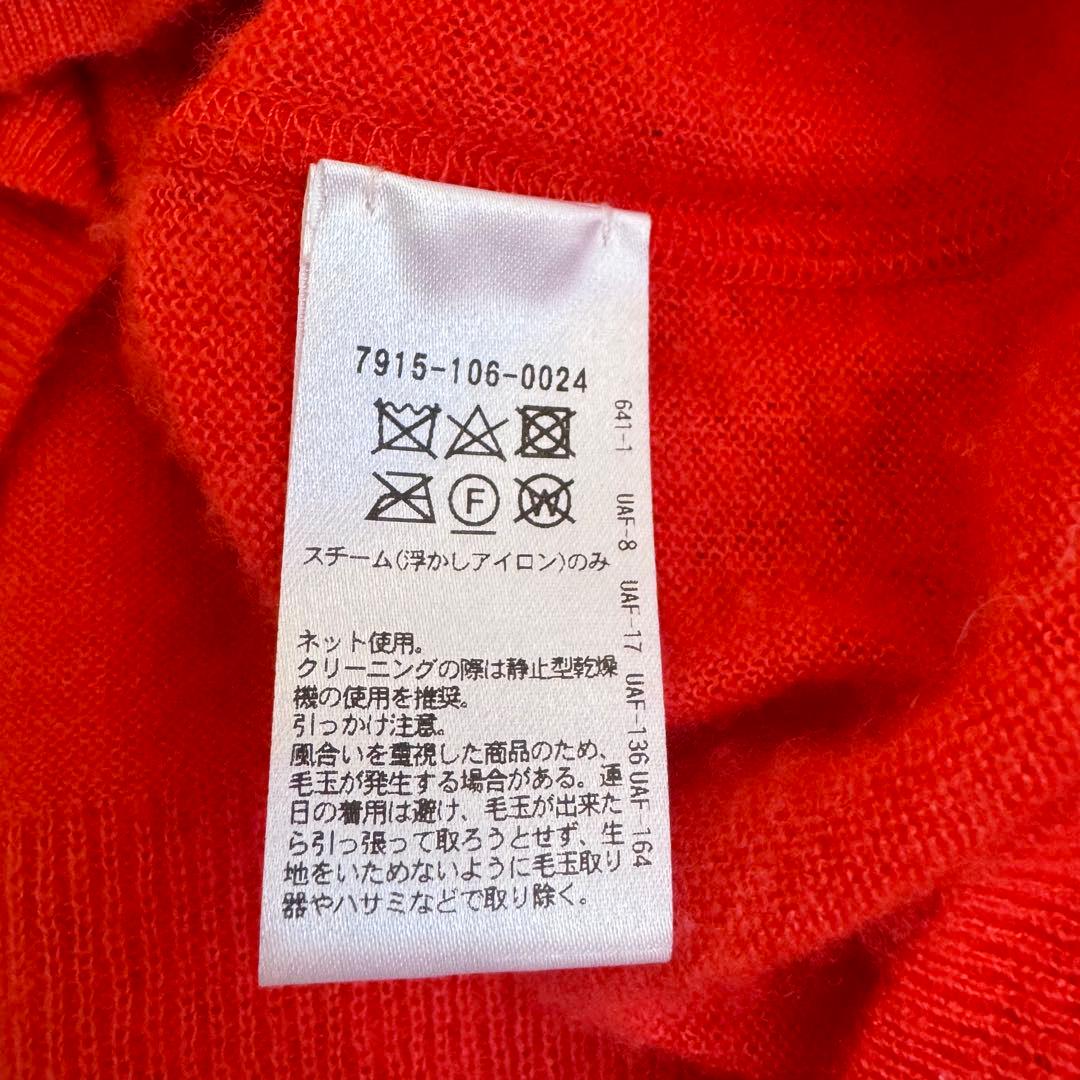 7915-106-0024
F
W
スチーム(浮かしアイロン)のみ
ネット使用。
クリーニングの際は静止型乾燥
機の使用を推奨。
引っかけ注意。
風合いを重視した商品のため、
毛玉が発生する場合がある。連
日の着用は避け、毛玉が出来た
ら引っ張って取ろうとせず、生
地をいためないように毛玉取り
器やハサミなどで取り除く。
641-1 UAF-8 UAF-17 UAF-136 UAF-164